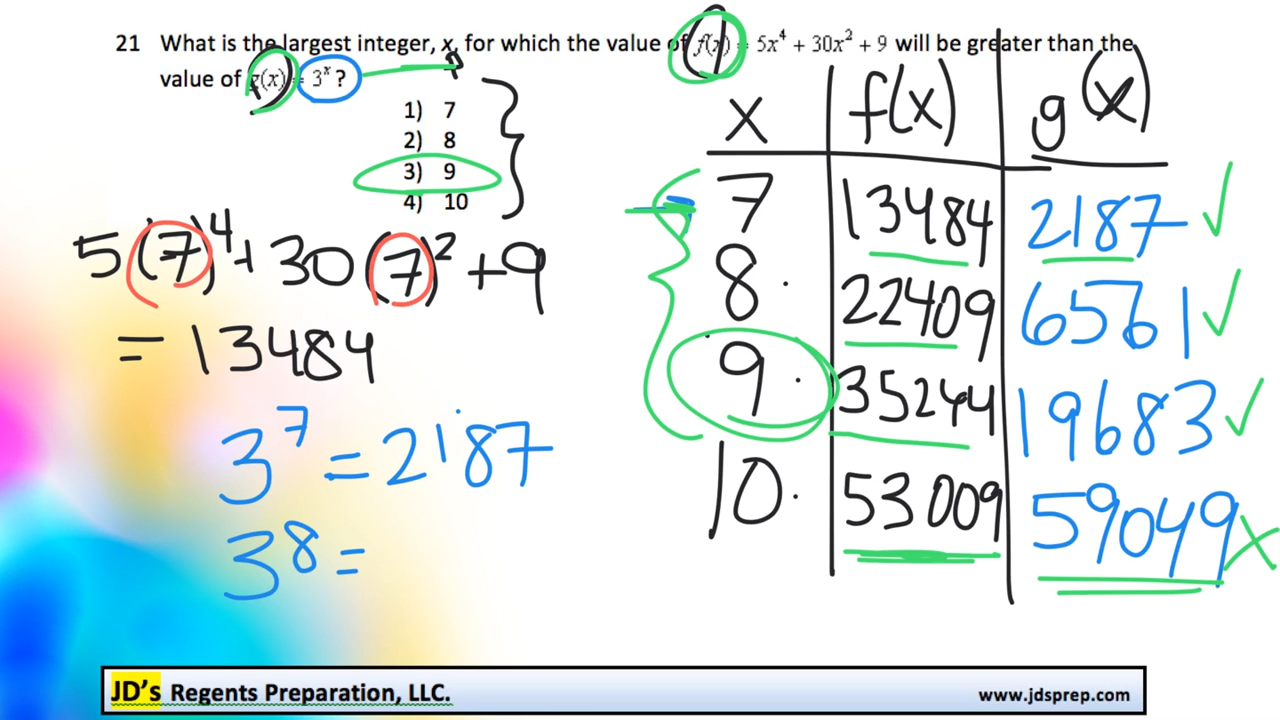 21 What is the largest integer, x, for which the value of f(x) = 5x⁴ + 30x² + 9 will be greater than the
value of g(x) = 3ˣ?
1) 7
2) 8
3) 9
4) 10
5(7)⁴ + 30(7)² + 9
= 13484
3⁷ = 2187
3⁸ =
x f(x) g(x)
7 13484 2187 ✓
8 22409 6561 ✓
9 35244 19683 ✓
10 53009 59049 ✗
JD's Regents Preparation, LLC. www.jdsprep.com